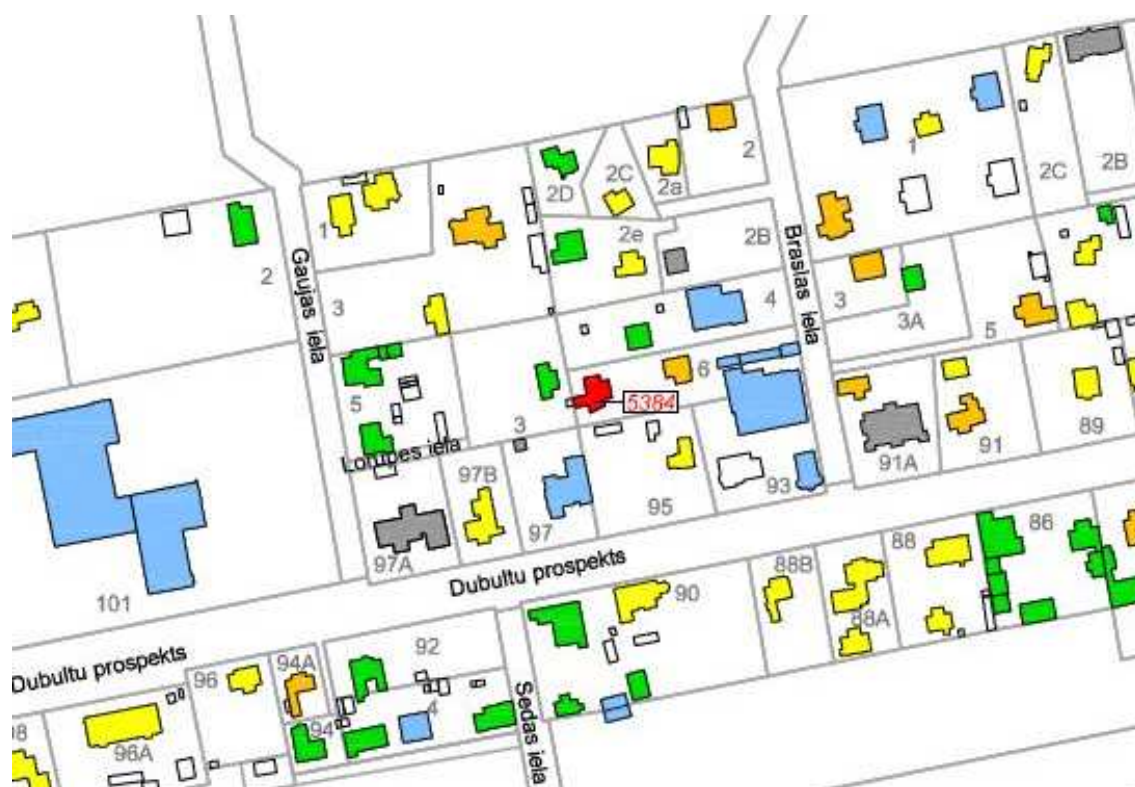 2
2C
2C
2D
2a
1
2B
1
2e
2B
2
Gaujas iela
3
Braslas iela
4
3
3A
5
5
6
5384
3
Lorupes iela
89
91
91A
97B
93
95
97
97A
Dubultu prospekts
101
90
88B
88
86
88A
92
94A
96
Dubultu prospekts
4
Sedas iela
94
96A
98